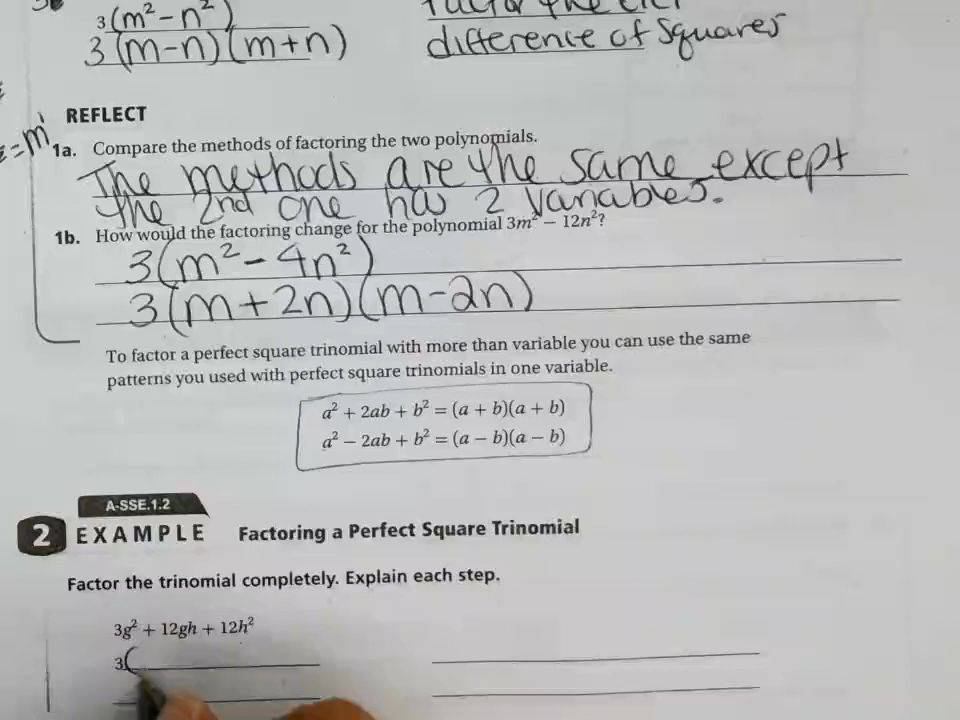 3(m² - n²)
3(m-n)(m+n)
difference of squares
REFLECT
1a. Compare the methods of factoring the two polynomials.
The methods are the same except
the 2nd one has 2 variables.
1b. How would the factoring change for the polynomial 3m² − 12n²?
3(m² - 4n²)
3(m+2n)(m-2n)
To factor a perfect square trinomial with more than variable you can use the same
patterns you used with perfect square trinomials in one variable.
a² + 2ab + b² = (a + b)(a + b)
a² − 2ab + b² = (a − b)(a − b)
A-SSE.1.2
2 EXAMPLE Factoring a Perfect Square Trinomial
Factor the trinomial completely. Explain each step.
3g² + 12gh + 12h²
3(